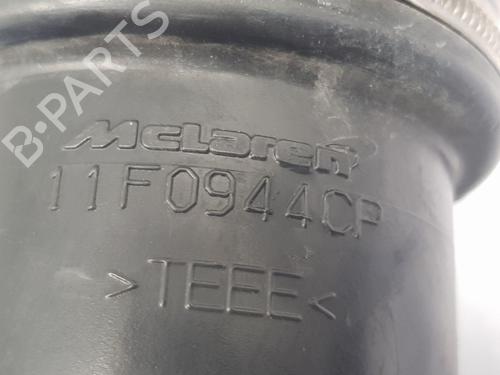 B-PARTS
McLaren
11F0944CP
>TEEE<